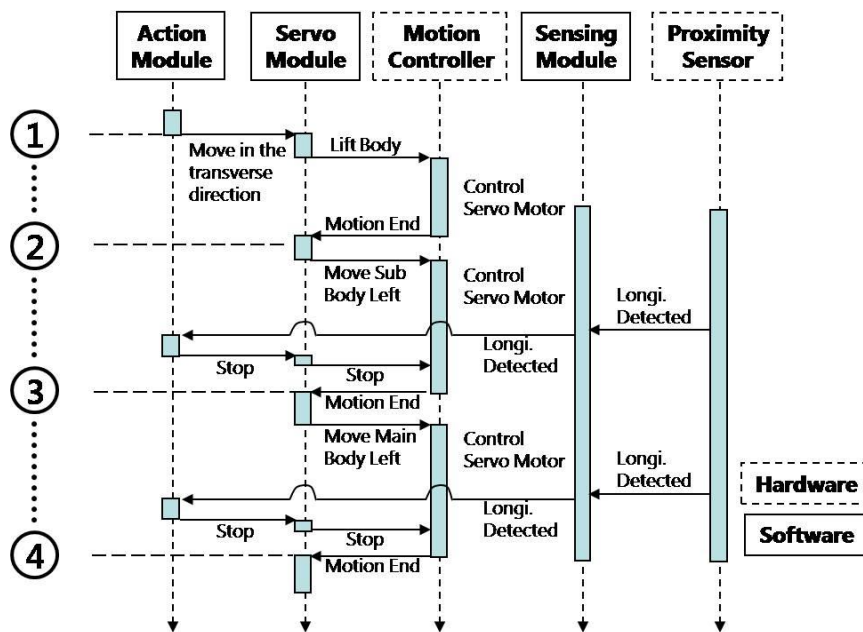 Action
Module
Servo
Module
Motion
Controller
Sensing
Module
Proximity
Sensor
1
Move in the
transverse
direction
Lift Body
Control
Servo Motor
Motion End
2
Move Sub
Body Left
Control
Servo Motor
Longi.
Detected
Longi.
Detected
Stop
Stop
3
Motion End
Move Main
Body Left
Control
Servo Motor
Longi.
Detected
Longi.
Detected
Hardware
Stop
Stop
Software
4
Motion End